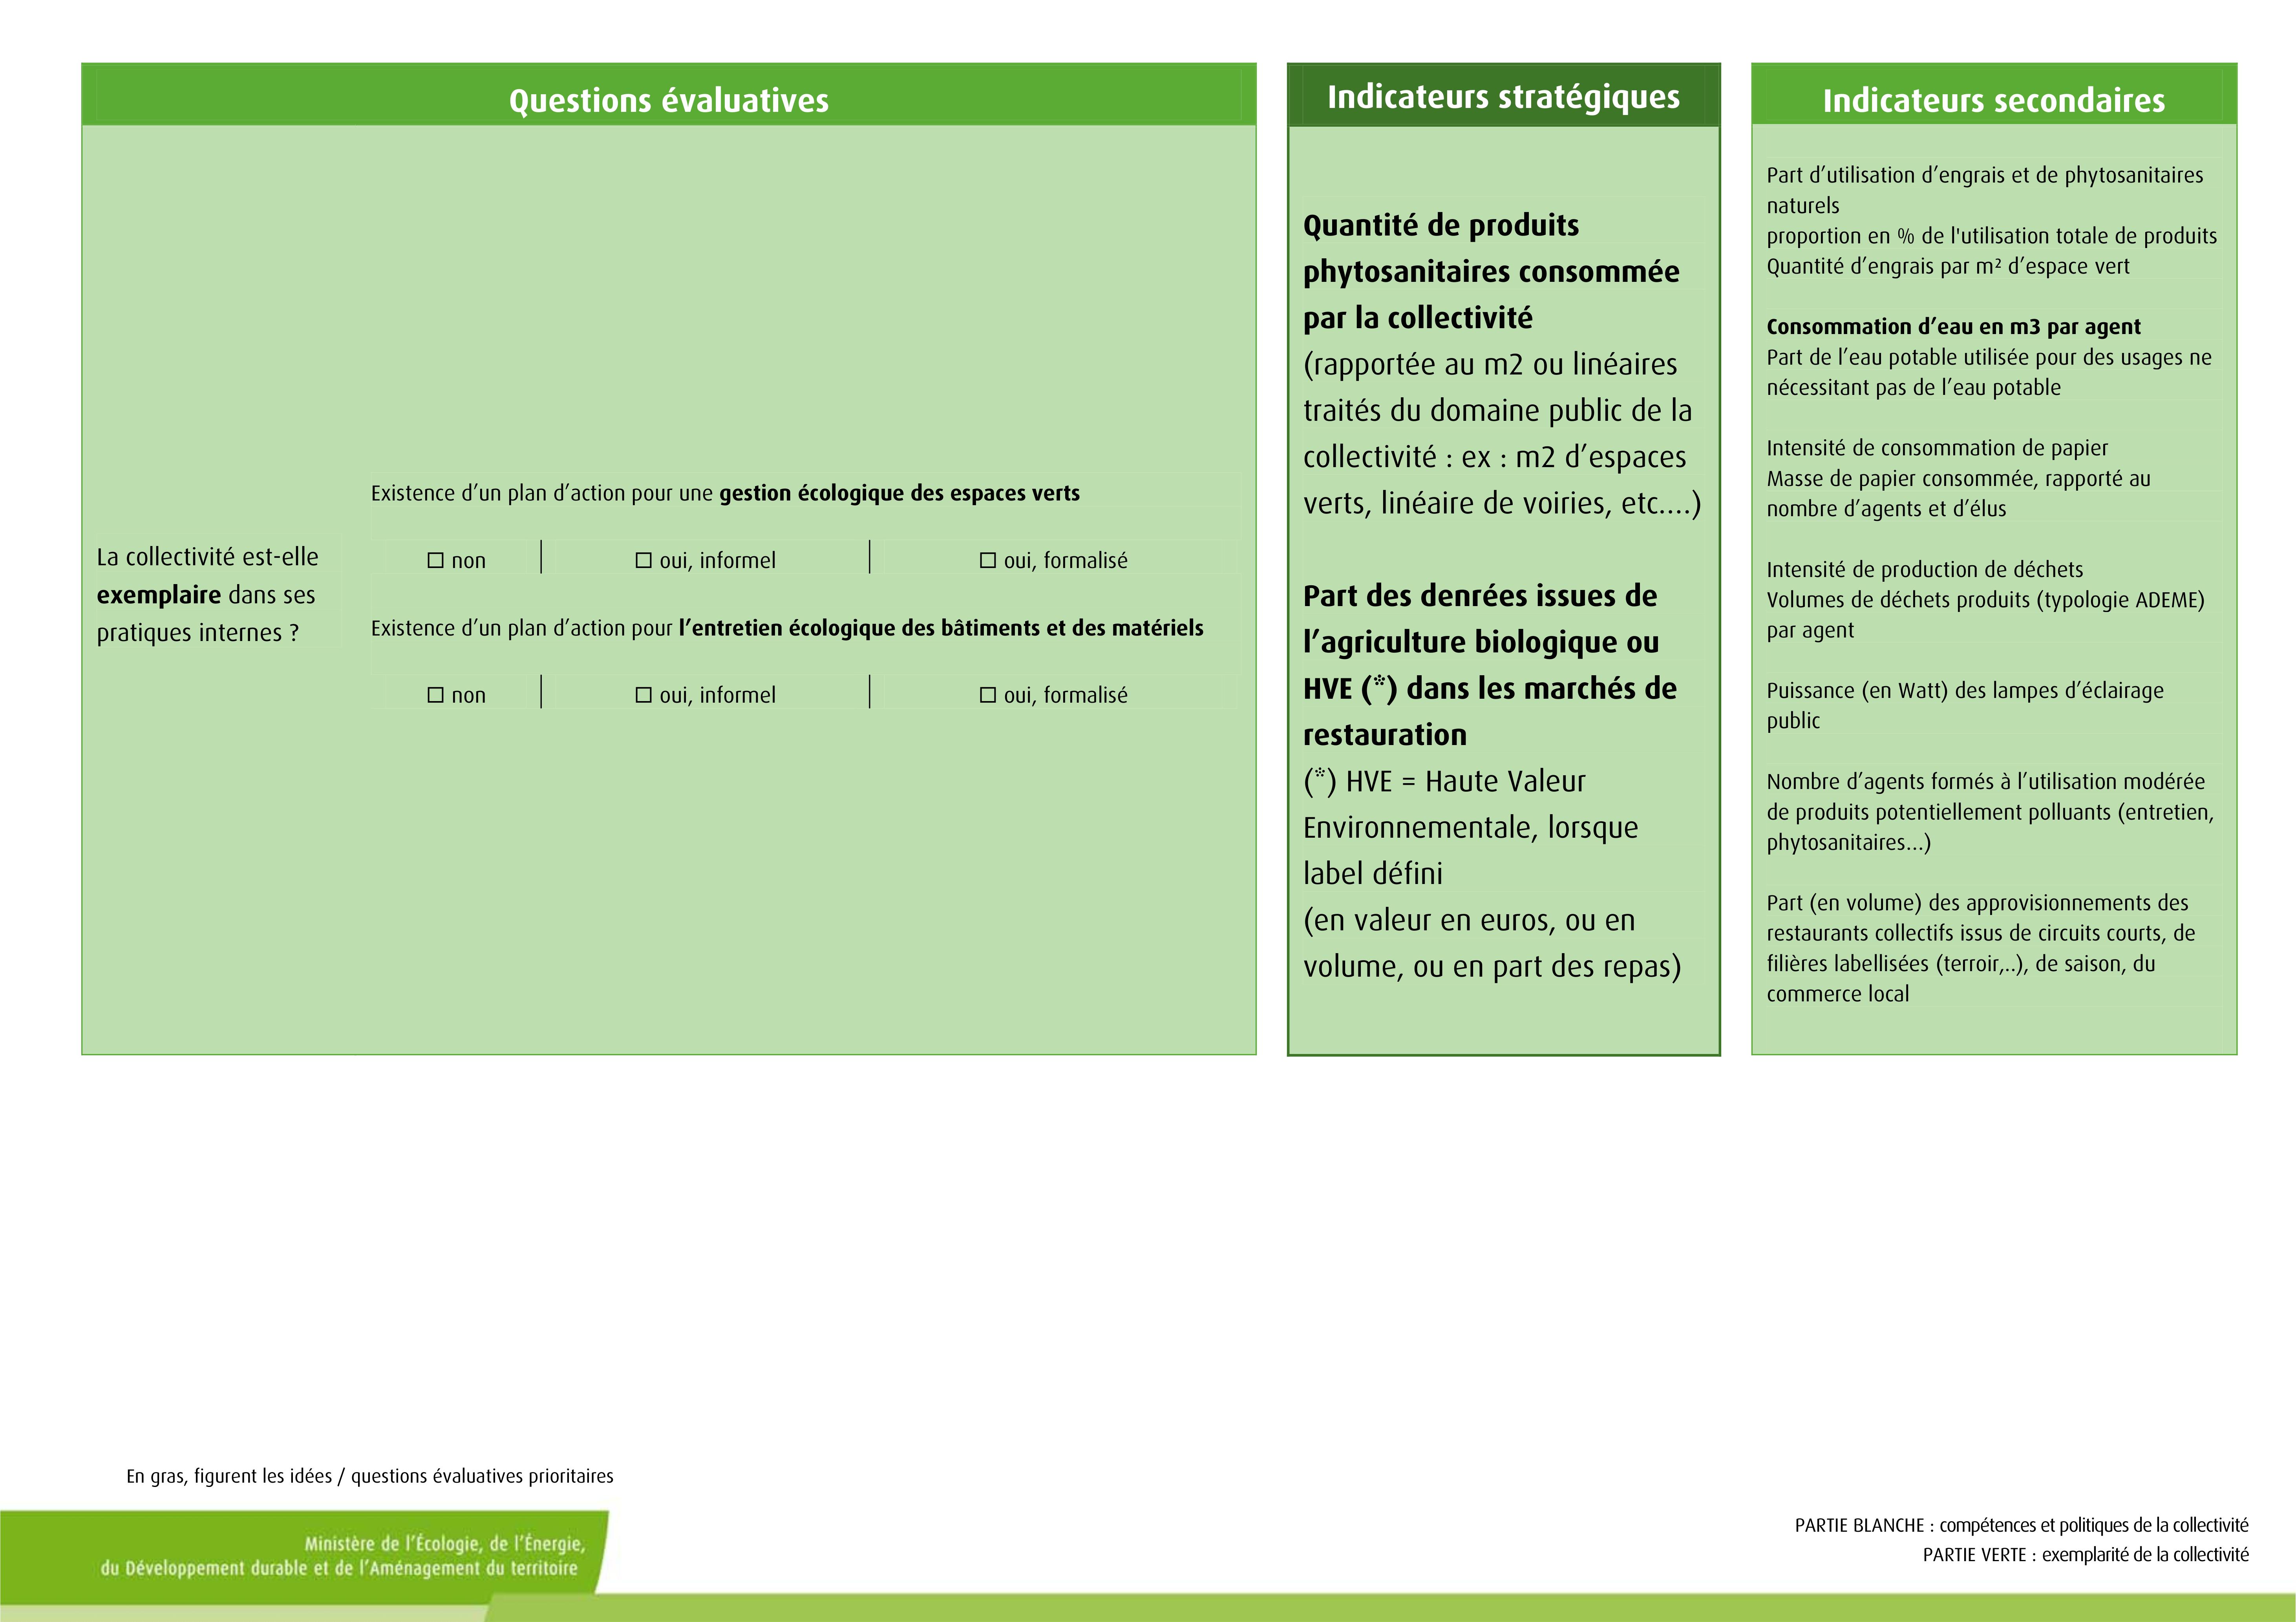 Questions évaluatives
La collectivité est-elle
exemplaire dans ses
pratiques internes ?
Existence d’un plan d’action pour une gestion écologique des espaces verts
☐ non | ☐ oui, informel | ☐ oui, formalisé
Existence d’un plan d’action pour l’entretien écologique des bâtiments et des matériels
☐ non | ☐ oui, informel | ☐ oui, formalisé
Indicateurs stratégiques
Quantité de produits
phytosanitaires consommée
par la collectivité
(rapportée au m2 ou linéaires
traités du domaine public de la
collectivité : ex : m2 d’espaces
verts, linéaire de voiries, etc....)
Part des denrées issues de
l’agriculture biologique ou
HVE (*) dans les marchés de
restauration
(*) HVE = Haute Valeur
Environnementale, lorsque
label défini
(en valeur en euros, ou en
volume, ou en part des repas)
Indicateurs secondaires
Part d’utilisation d’engrais et de phytosanitaires
naturels
proportion en % de l'utilisation totale de produits
Quantité d’engrais par m² d’espace vert
Consommation d’eau en m3 par agent
Part de l’eau potable utilisée pour des usages ne
nécessitant pas de l’eau potable
Intensité de consommation de papier
Masse de papier consommée, rapporté au
nombre d’agents et d’élus
Intensité de production de déchets
Volumes de déchets produits (typologie ADEME)
par agent
Puissance (en Watt) des lampes d’éclairage
public
Nombre d’agents formés à l’utilisation modérée
de produits potentiellement polluants (entretien,
phytosanitaires...)
Part (en volume) des approvisionnements des
restaurants collectifs issus de circuits courts, de
filières labellisées (terroir,..), de saison, du
commerce local
En gras, figurent les idées / questions évaluatives prioritaires
Ministère de l’Écologie, de l’Énergie,
du Développement durable et de l’Aménagement du territoire
PARTIE BLANCHE : compétences et politiques de la collectivité
PARTIE VERTE : exemplarité de la collectivité